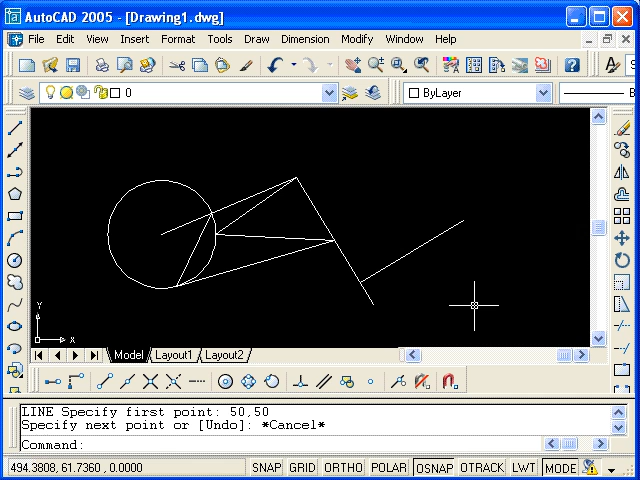 AutoCAD 2005 - [Drawing1.dwg]
File Edit View Insert Format Tools Draw Dimension Modify Window Help
0 ByLayer
Y
X
Model Layout1 Layout2
LINE Specify first point: 50,50
Specify next point or [Undo]: *Cancel*
Command:
494.3808, 61.7360 , 0.0000 SNAP GRID ORTHO POLAR OSNAP OTRACK LWT MODE